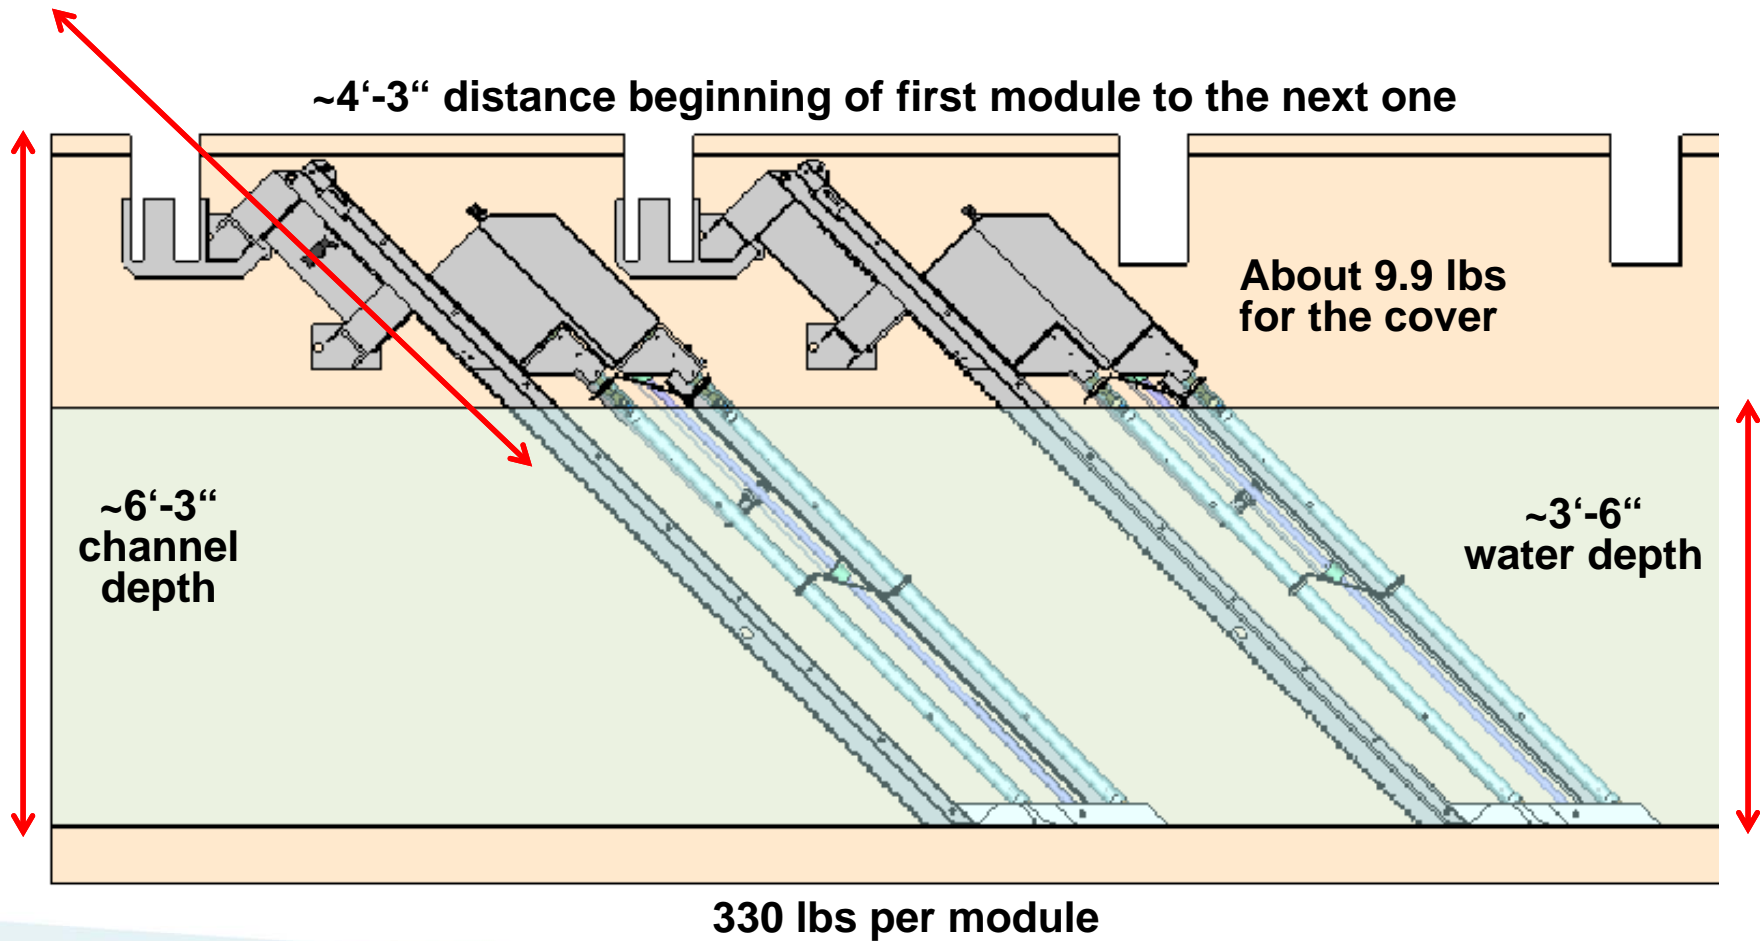 ~4‘-3“ distance beginning of first module to the next one
About 9.9 lbs
for the cover
~6‘-3“
channel
depth
~3‘-6“
water depth
330 lbs per module